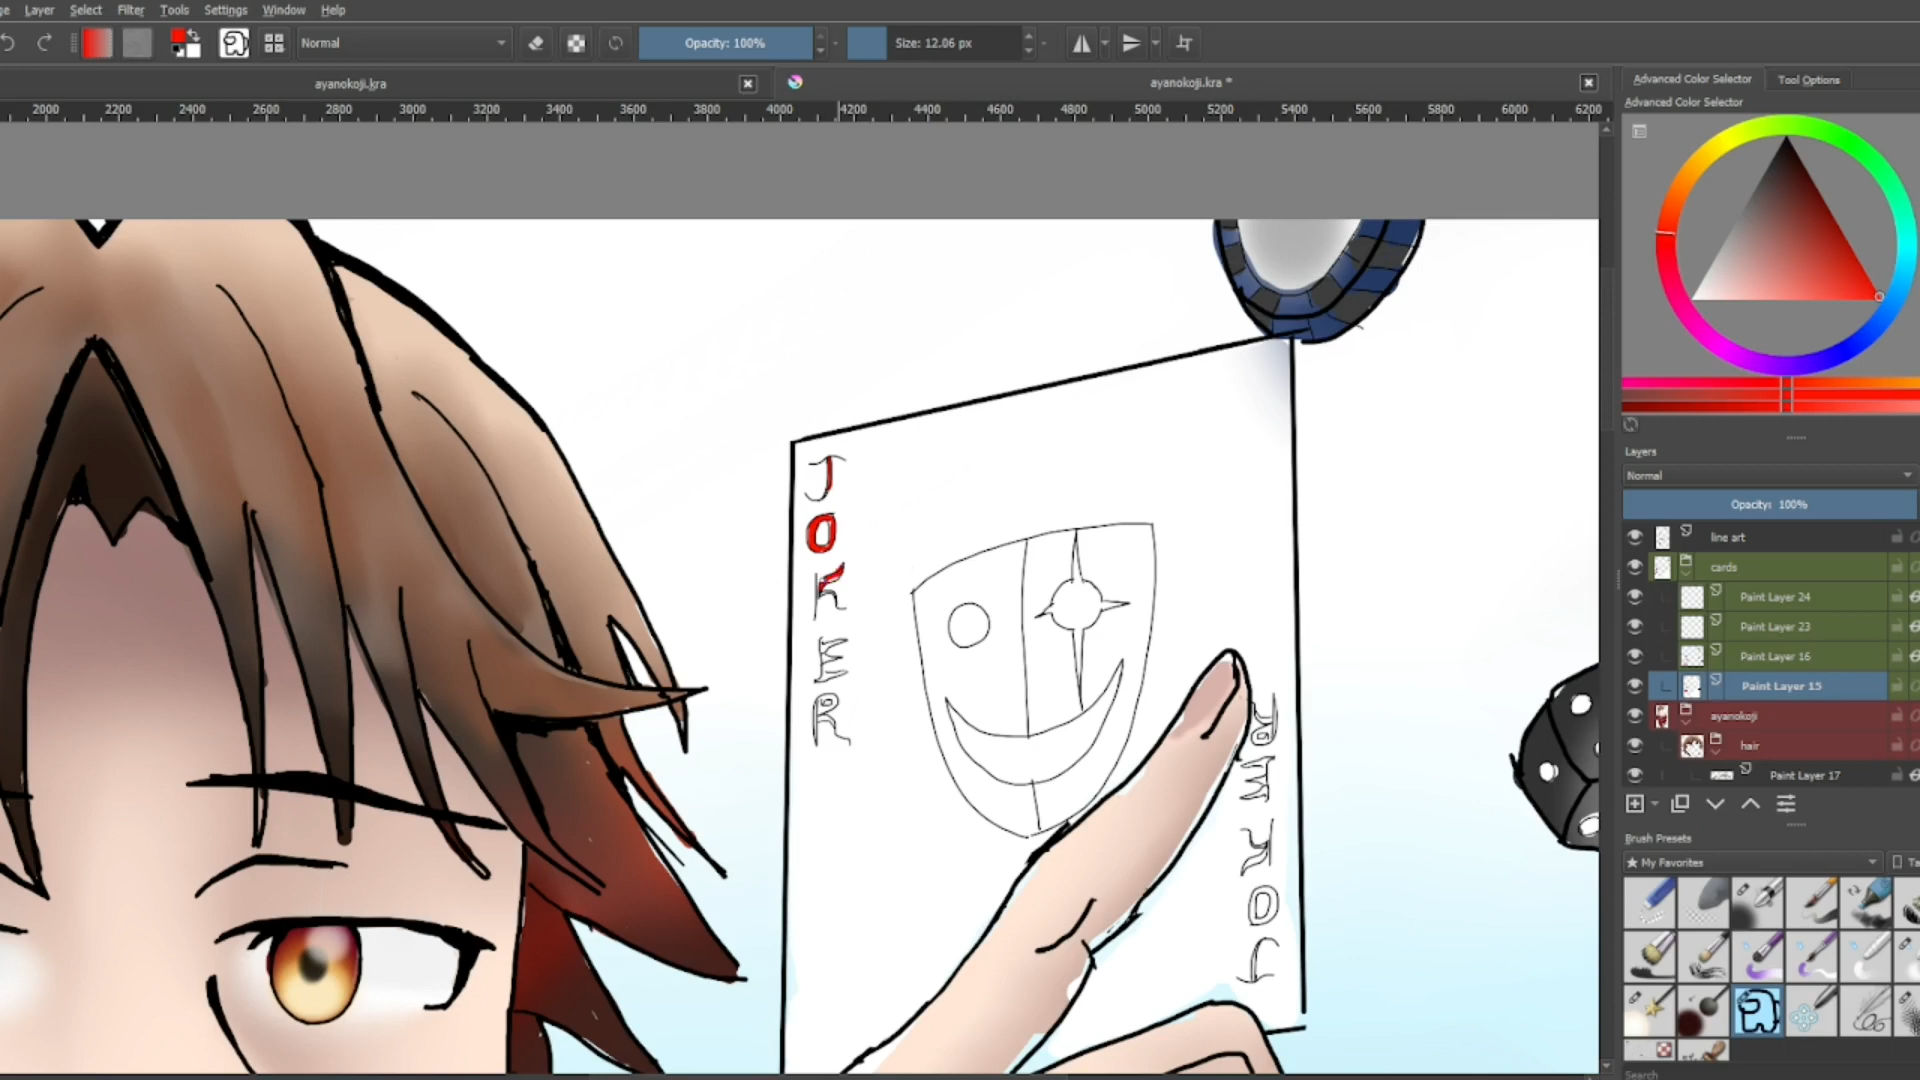 Layer Select Filter Tools Settings Window Help
Normal
Opacity: 100%
Size: 12.06 px
ayanokoji.kra
ayanokoji.kra *
2000 2200 2400 2600 2800 3000 3200 3400 3600 3800 4000 4200 4400 4600 4800 5000 5200 5400 5600 5800 6000 6200
JOKER
JOKER
Advanced Color Selector
Tool Options
Advanced Color Selector
Layers
Normal
Opacity: 100%
line art
cards
Paint Layer 24
Paint Layer 23
Paint Layer 16
Paint Layer 15
ayanokoji
hair
Paint Layer 17
Brush Presets
★ My Favorites
Search